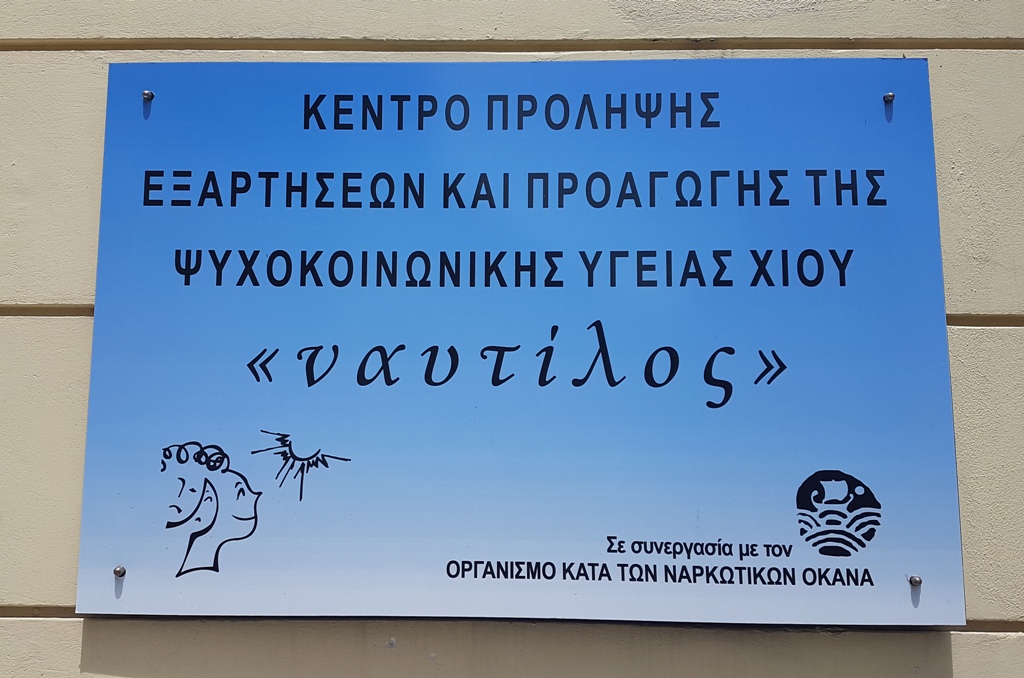 ΚΕΝΤΡΟ ΠΡΟΛΗΨΗΣ
ΕΞΑΡΤΗΣΕΩΝ ΚΑΙ ΠΡΟΑΓΩΓΗΣ ΤΗΣ
ΨΥΧΟΚΟΙΝΩΝΙΚΗΣ ΥΓΕΙΑΣ ΧΙΟΥ
«ναυτίλος»
Σε συνεργασία με τον
ΟΡΓΑΝΙΣΜΟ ΚΑΤΑ ΤΩΝ ΝΑΡΚΩΤΙΚΩΝ ΟΚΑΝΑ